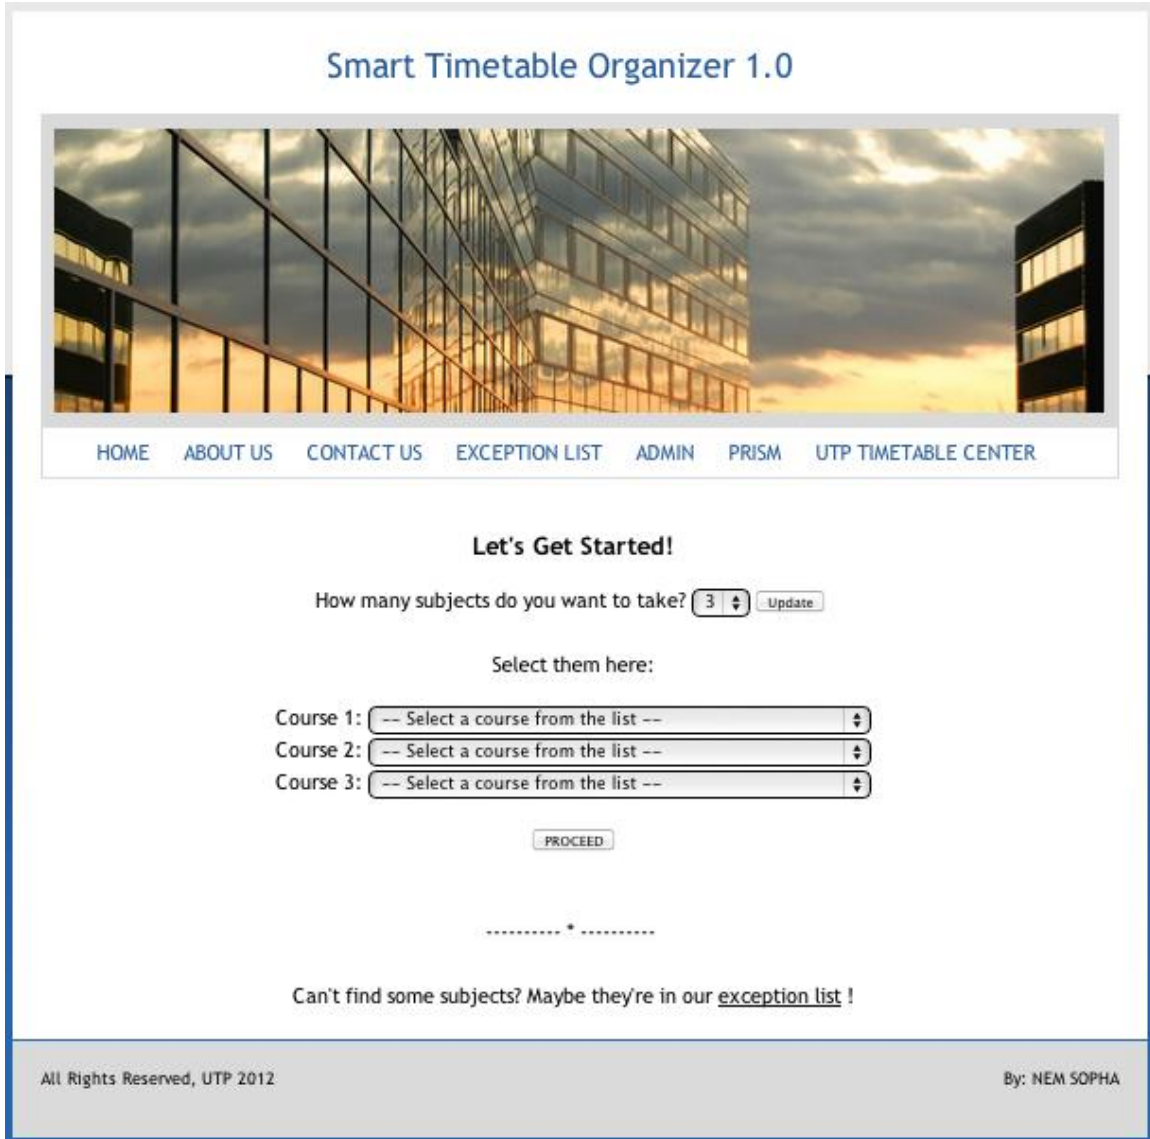 Smart Timetable Organizer 1.0
HOME ABOUT US CONTACT US EXCEPTION LIST ADMIN PRISM UTP TIMETABLE CENTER
Let's Get Started!
How many subjects do you want to take? 3 Update
Select them here:
Course 1: -- Select a course from the list --
Course 2: -- Select a course from the list --
Course 3: -- Select a course from the list --
PROCEED
---------- * ----------
Can't find some subjects? Maybe they're in our exception list !
All Rights Reserved, UTP 2012 By: NEM SOPHA